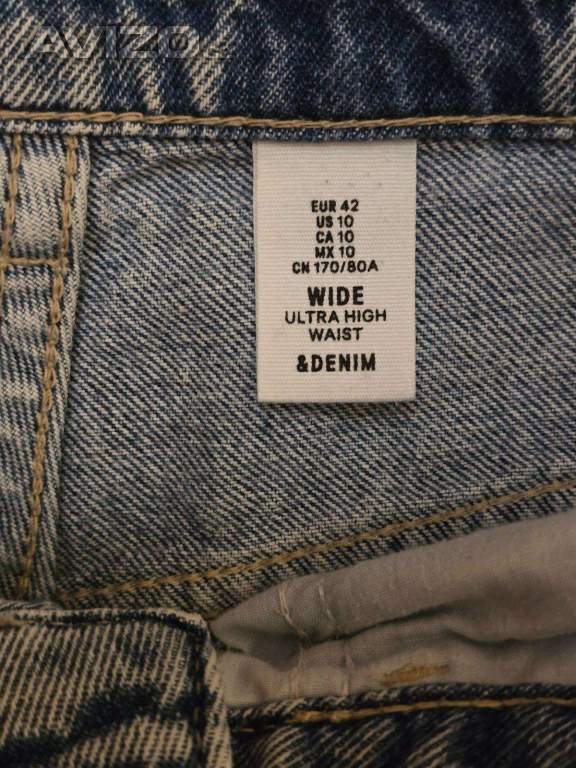 AVIZO
EUR 42
US 10
CA 10
MX 10
CN 170/80A
WIDE
ULTRA HIGH
WAIST
&DENIM